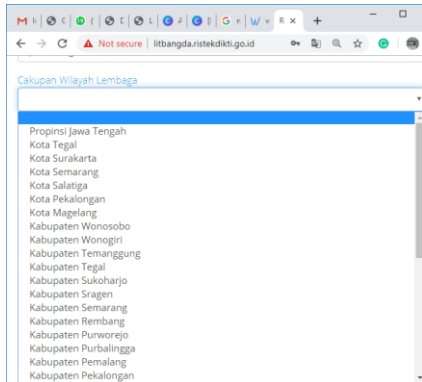 Not secure | litbangda.ristekdikti.go.id
Cakupan Wilayah Lembaga
Propinsi Jawa Tengah
Kota Tegal
Kota Surakarta
Kota Semarang
Kota Salatiga
Kota Pekalongan
Kota Magelang
Kabupaten Wonosobo
Kabupaten Wonogiri
Kabupaten Temanggung
Kabupaten Tegal
Kabupaten Sukoharjo
Kabupaten Sragen
Kabupaten Semarang
Kabupaten Rembang
Kabupaten Purworejo
Kabupaten Purbalingga
Kabupaten Pemalang
Kabupaten Pekalongan